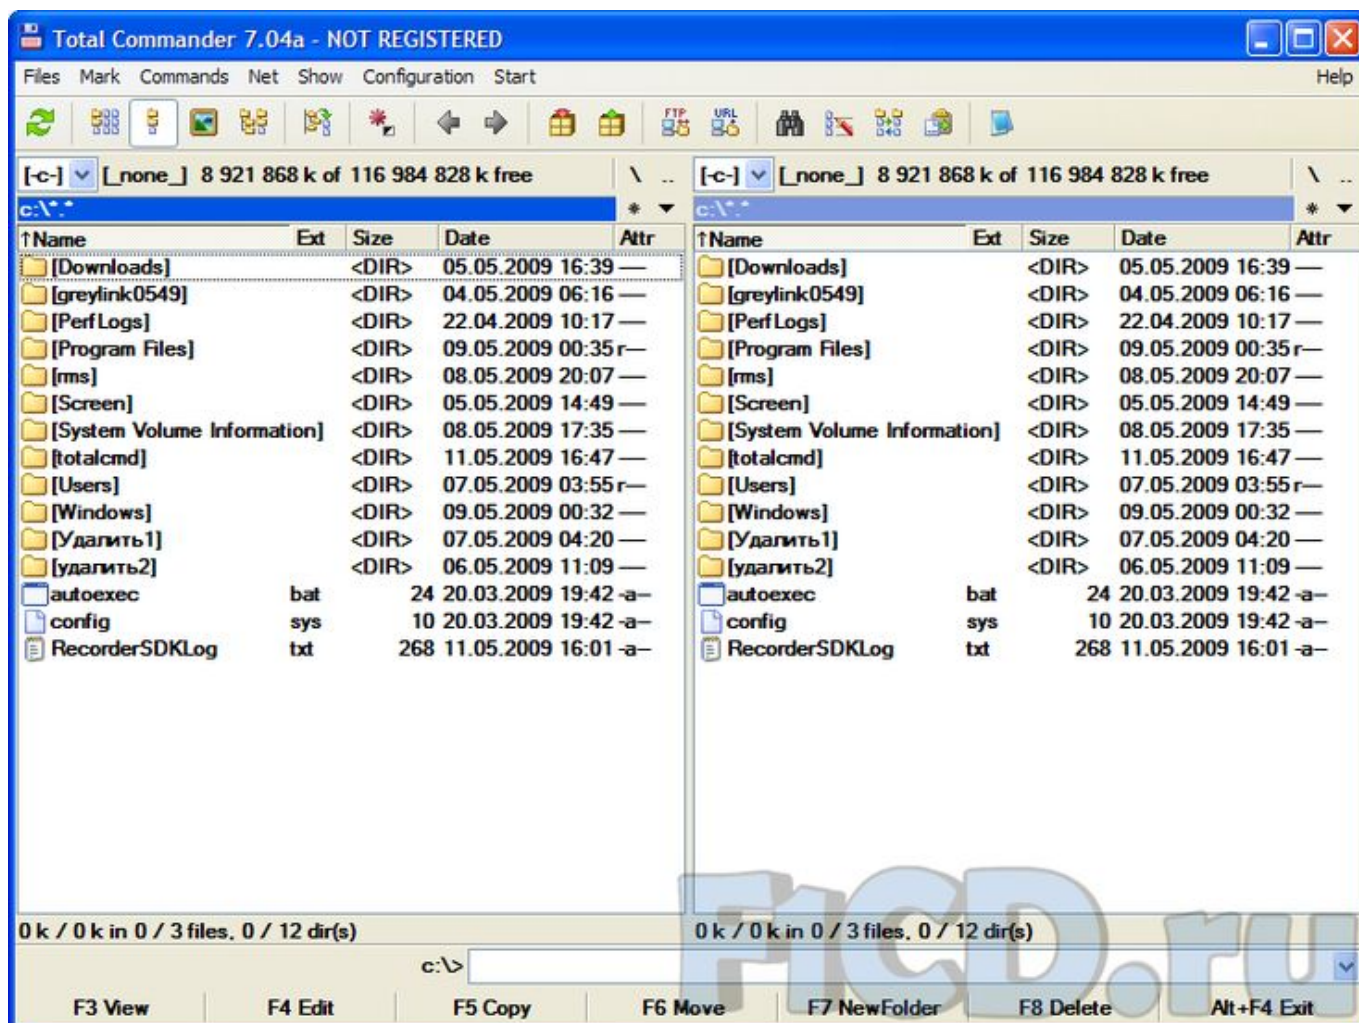 Total Commander 7.04a - NOT REGISTERED
Files Mark Commands Net Show Configuration Start Help
FTP URL
[-c-] [_none_] 8 921 868 k of 116 984 828 k free \ ..
c:\*.* *
↑Name Ext Size Date Attr
[Downloads] <DIR> 05.05.2009 16:39 ----
[greylink0549] <DIR> 04.05.2009 06:16 ----
[PerfLogs] <DIR> 22.04.2009 10:17 ----
[Program Files] <DIR> 09.05.2009 00:35 r---
[rms] <DIR> 08.05.2009 20:07 ----
[Screen] <DIR> 05.05.2009 14:49 ----
[System Volume Information] <DIR> 08.05.2009 17:35 ----
[totalcmd] <DIR> 11.05.2009 16:47 ----
[Users] <DIR> 07.05.2009 03:55 r---
[Windows] <DIR> 09.05.2009 00:32 ----
[Удалить1] <DIR> 07.05.2009 04:20 ----
[удалить2] <DIR> 06.05.2009 11:09 ----
autoexec bat 24 20.03.2009 19:42 -a--
config sys 10 20.03.2009 19:42 -a--
RecorderSDKLog txt 268 11.05.2009 16:01 -a--
0 k / 0 k in 0 / 3 files, 0 / 12 dir(s)
[-c-] [_none_] 8 921 868 k of 116 984 828 k free \ ..
c:\*.* *
↑Name Ext Size Date Attr
[Downloads] <DIR> 05.05.2009 16:39 ----
[greylink0549] <DIR> 04.05.2009 06:16 ----
[PerfLogs] <DIR> 22.04.2009 10:17 ----
[Program Files] <DIR> 09.05.2009 00:35 r---
[rms] <DIR> 08.05.2009 20:07 ----
[Screen] <DIR> 05.05.2009 14:49 ----
[System Volume Information] <DIR> 08.05.2009 17:35 ----
[totalcmd] <DIR> 11.05.2009 16:47 ----
[Users] <DIR> 07.05.2009 03:55 r---
[Windows] <DIR> 09.05.2009 00:32 ----
[Удалить1] <DIR> 07.05.2009 04:20 ----
[удалить2] <DIR> 06.05.2009 11:09 ----
autoexec bat 24 20.03.2009 19:42 -a--
config sys 10 20.03.2009 19:42 -a--
RecorderSDKLog txt 268 11.05.2009 16:01 -a--
0 k / 0 k in 0 / 3 files, 0 / 12 dir(s)
c:\>
F3 View F4 Edit F5 Copy F6 Move F7 NewFolder F8 Delete Alt+F4 Exit
F1CD.ru